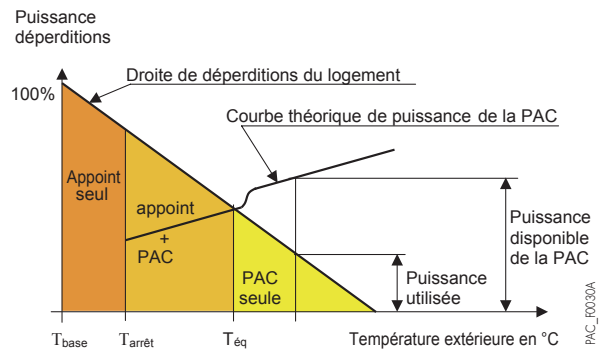 Puissance
déperditions
100%
Droite de déperditions du logement
Courbe théorique de puissance de la PAC
Appoint
seul
appoint
+
PAC
PAC
seule
Puissance
utilisée
Puissance
disponible
de la PAC
Tbase
Tarrêt
Téq
Température extérieure en °C
PAC_F0030A